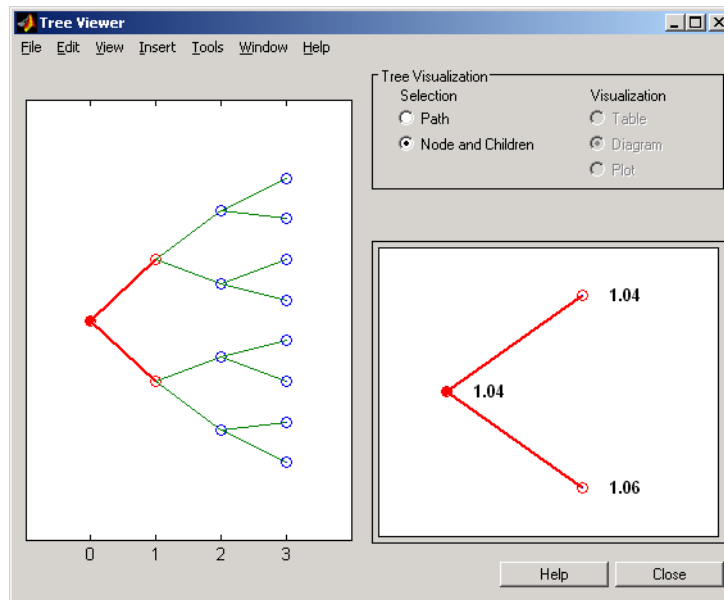 Tree Viewer
File Edit View Insert Tools Window Help
Tree Visualization
Selection Visualization
Path Table
Node and Children Diagram
Plot
1.04
1.04
1.06
0 1 2 3
Help Close